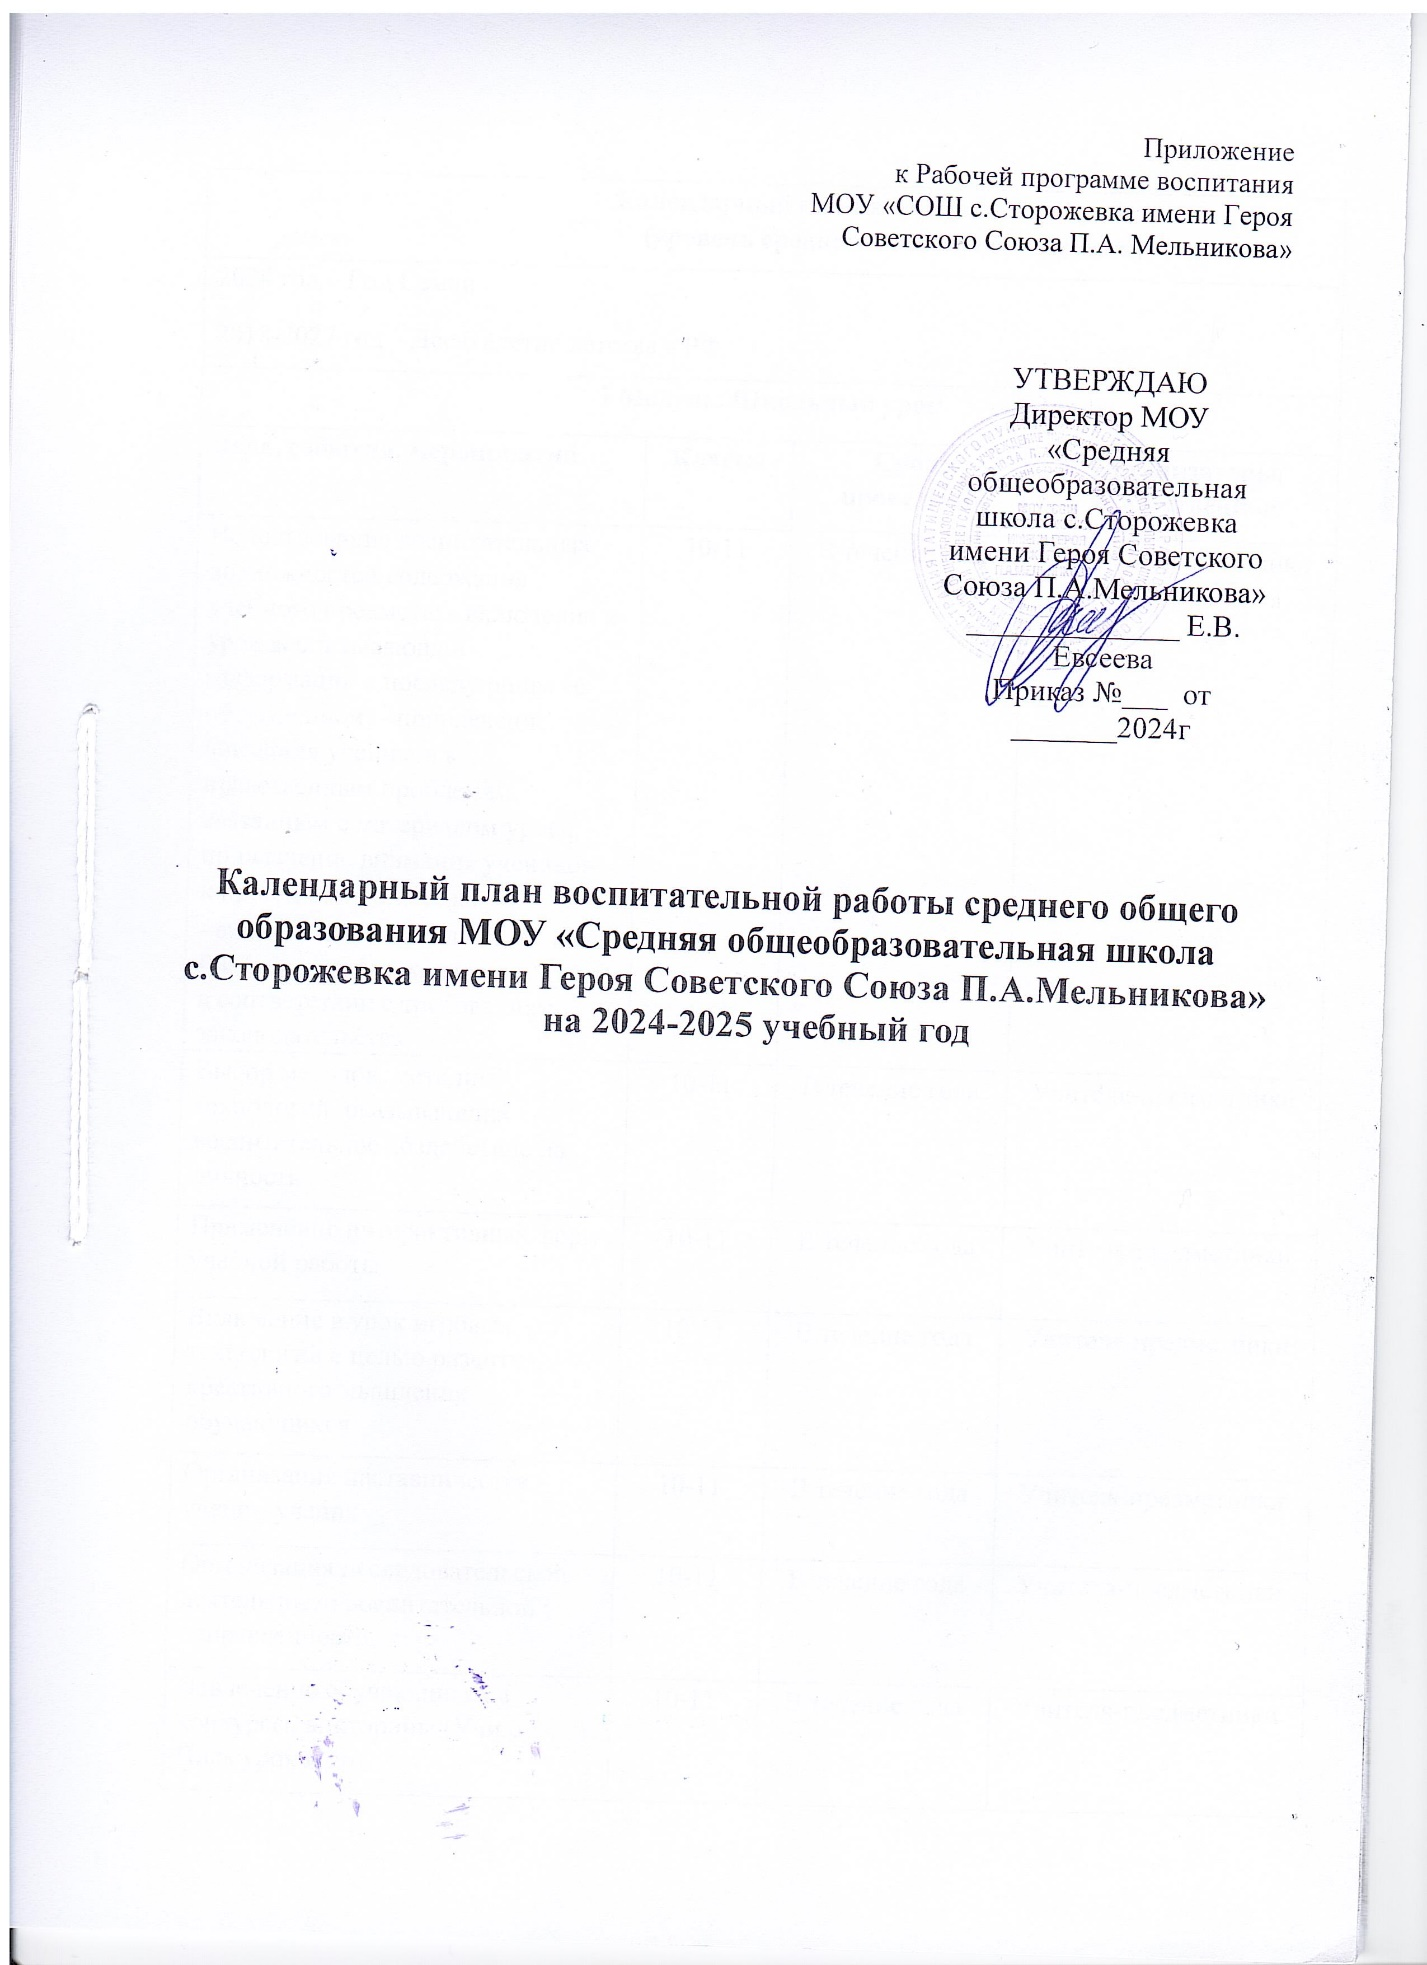 Приложение
к Рабочей программе воспитания
МОУ «СОШ с.Сторожевка имени Героя
Советского Союза П.А. Мельникова»
УТВЕРЖДАЮ
Директор МОУ
«Средняя
общеобразовательная
школа с.Сторожевка
имени Героя Советского
Союза П.А.Мельникова»
______________ Е.В.
Евсеева
Приказ №___ от
_______2024г
Календарный план воспитательной работы среднего общего
образования МОУ «Средняя общеобразовательная школа
с.Сторожевка имени Героя Советского Союза П.А.Мельникова»
на 2024-2025 учебный год